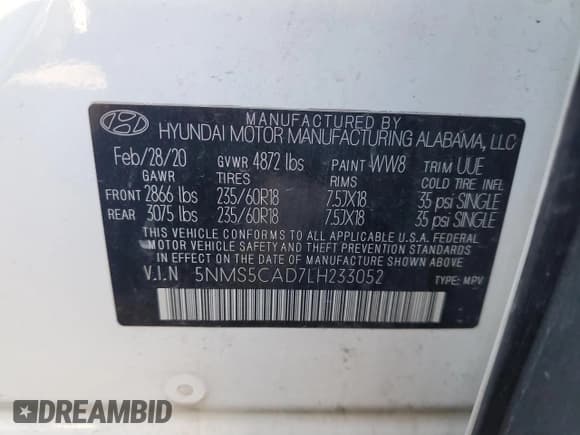 MANUFACTURED BY
HYUNDAI MOTOR MANUFACTURING ALABAMA, LLC
Feb/28/20 GVWR 4872 lbs PAINT WW8 TRIM UUE
GAWR TIRES RIMS COLD TIRE INFL
FRONT 2866 lbs 235/60R18 7.5JX18 35 psi SINGLE
REAR 3075 lbs 235/60R18 7.5JX18 35 psi SINGLE
THIS VEHICLE CONFORMS TO ALL APPLICABLE U.S.A. FEDERAL
MOTOR VEHICLE SAFETY AND THEFT PREVENTION STANDARDS
IN EFFECT ON THE DATE OF MANUFACTURE SHOWN ABOVE
V.I.N 5NMS5CAD7LH233052 TYPE: MPV
DREAMBID